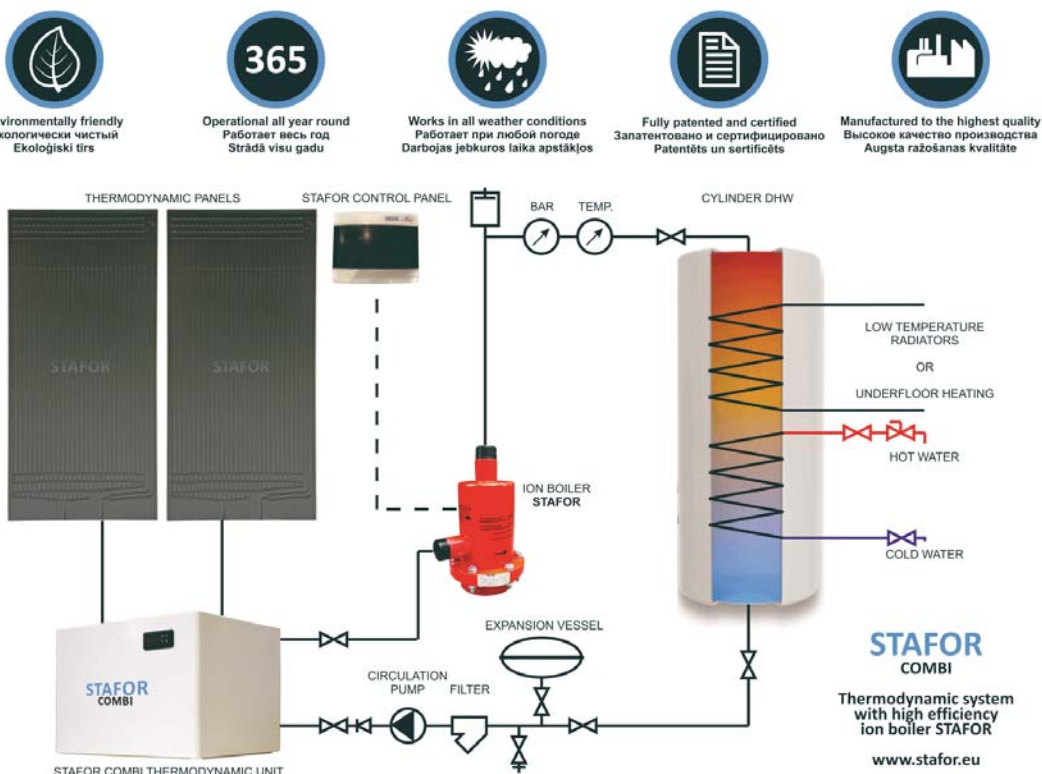 365
vironmentally friendly
кологически чистый
Ekoloģiski tīrs
Operational all year round
Работает весь год
Strādā visu gadu
Works in all weather conditions
Работает при любой погоде
Darbojas jebkuros laika apstākļos
Fully patented and certified
Запатентовано и сертифицировано
Patentēts un sertificēts
Manufactured to the highest quality
Высокое качество производства
Augsta ražošanas kvalitāte
THERMODYNAMIC PANELS
STAFOR CONTROL PANEL
BAR
TEMP.
CYLINDER DHW
STAFOR
STAFOR
LOW TEMPERATURE
RADIATORS
OR
UNDERFLOOR HEATING
HOT WATER
ION BOILER
STAFOR
COLD WATER
EXPANSION VESSEL
STAFOR
COMBI
CIRCULATION
PUMP
FILTER
STAFOR COMBI THERMODYNAMIC UNIT
STAFOR
COMBI
Thermodynamic system
with high efficiency
ion boiler STAFOR
www.stafor.eu